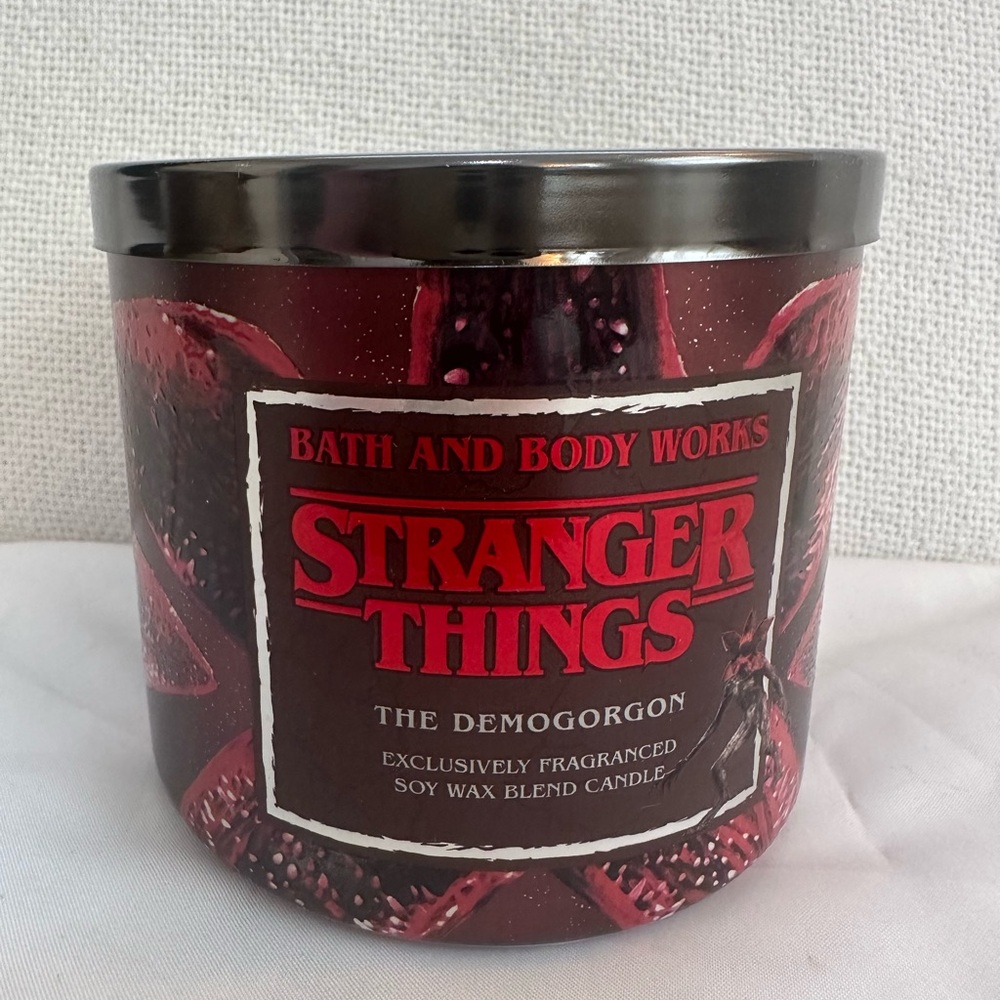 BATH AND BODY WORKS
STRANGER
THINGS
THE DEMOGORGON
EXCLUSIVELY FRAGRANCED
SOY WAX BLEND CANDLE